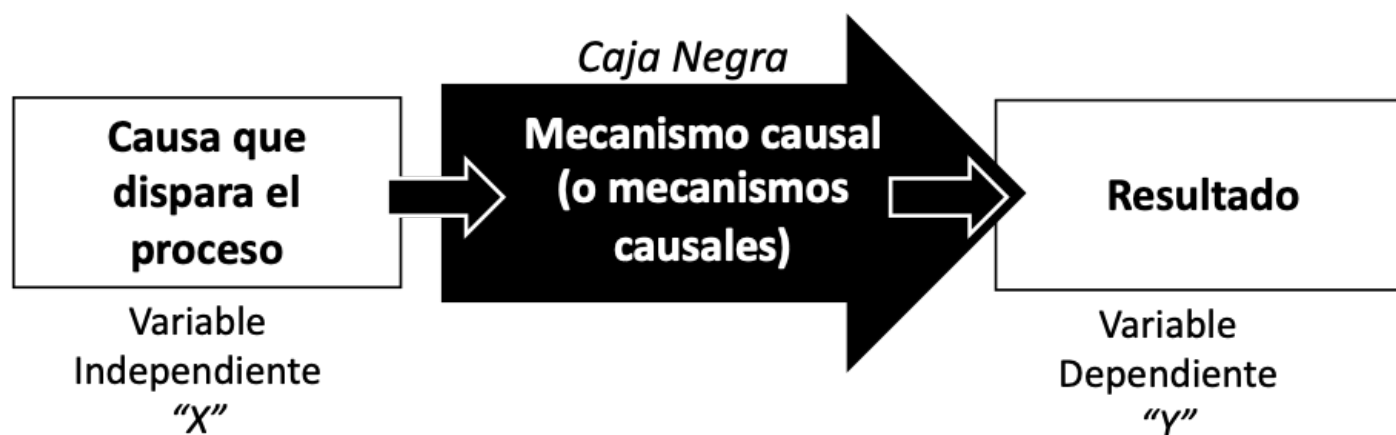 Caja Negra
Causa que
dispara el
proceso
Mecanismo causal
(o mecanismos
causales)
Resultado
Variable
Independiente
“X”
Variable
Dependiente
“Y”